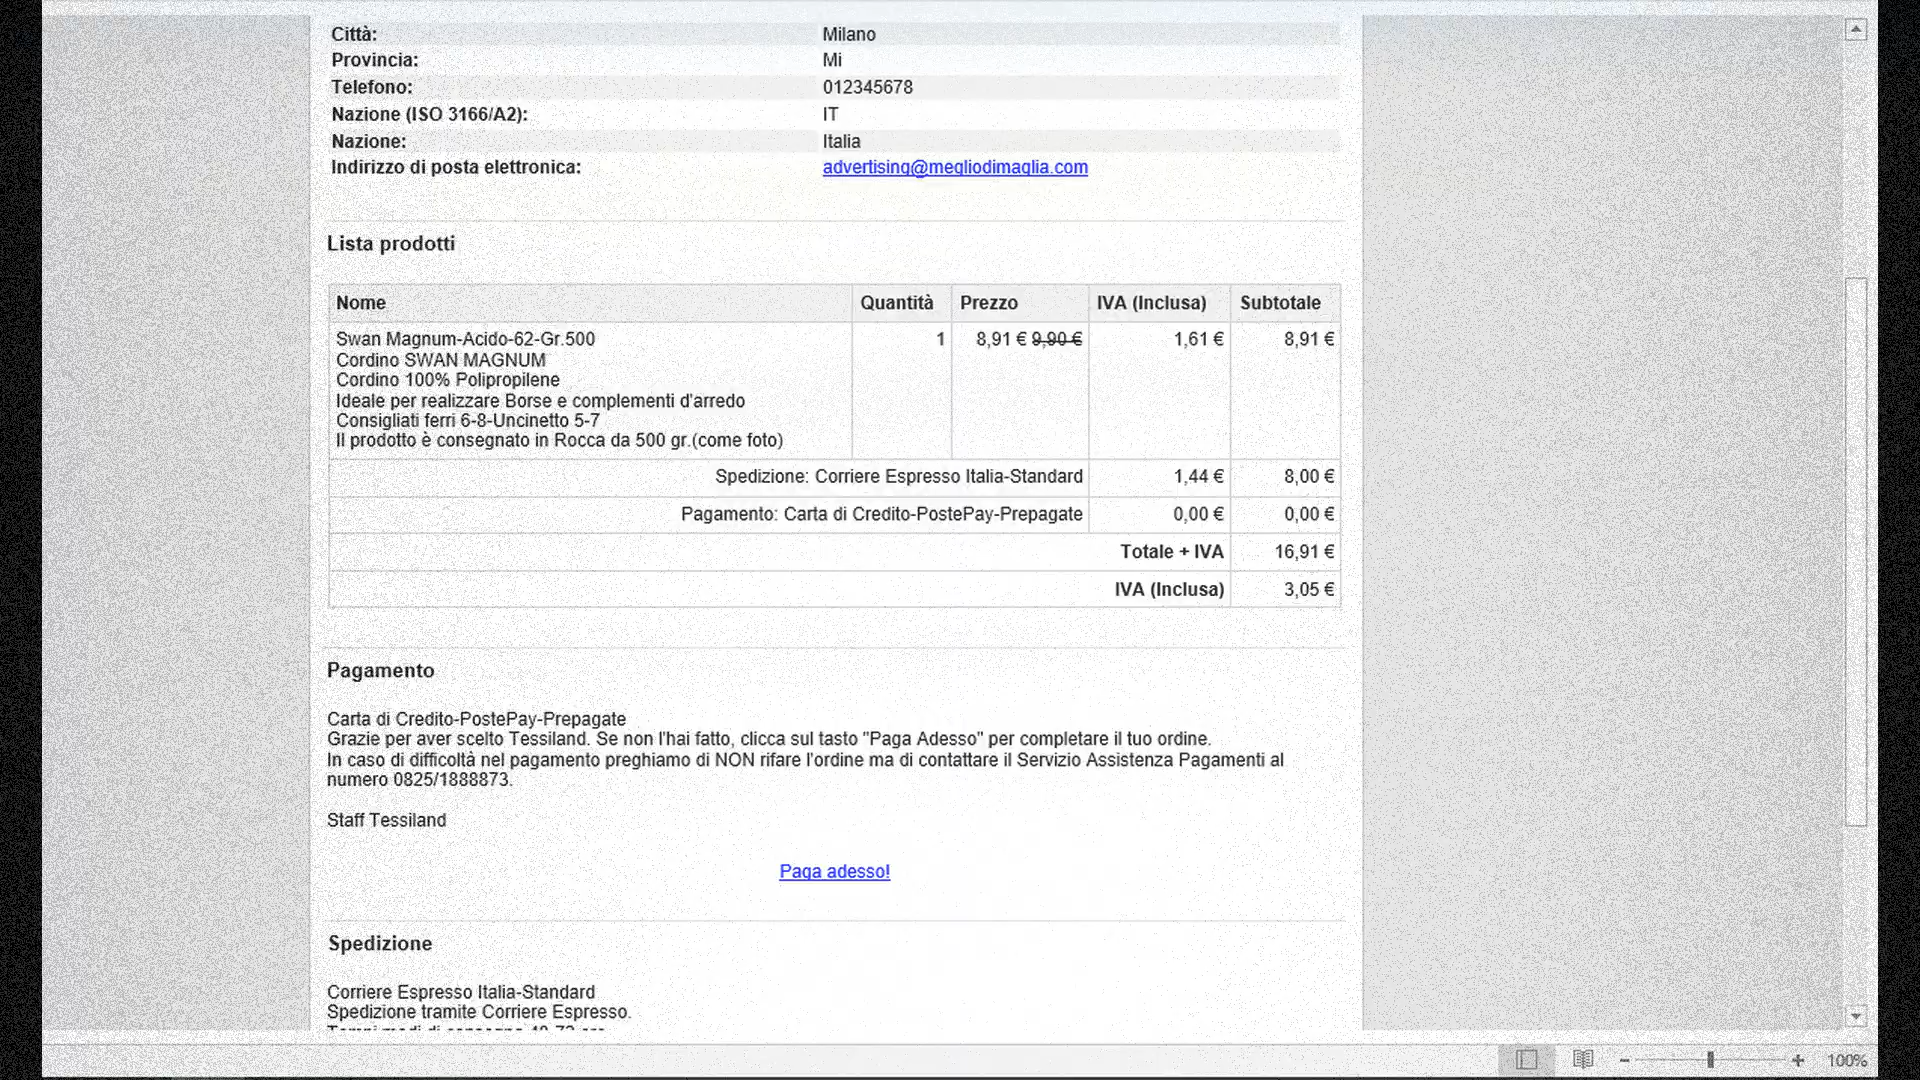 Città: Milano
Provincia: Mi
Telefono: 012345678
Nazione (ISO 3166/A2): IT
Nazione: Italia
Indirizzo di posta elettronica: advertising@megliodimaglia.com
Lista prodotti
Nome Quantità Prezzo IVA (Inclusa) Subtotale
Swan Magnum-Acido-62-Gr.500 1 8,91 € 9,90 € 1,61 € 8,91 €
Cordino SWAN MAGNUM
Cordino 100% Polipropilene
Ideale per realizzare Borse e complementi d'arredo
Consigliati ferri 6-8-Uncinetto 5-7
Il prodotto è consegnato in Rocca da 500 gr.(come foto)
Spedizione: Corriere Espresso Italia-Standard 1,44 € 8,00 €
Pagamento: Carta di Credito-PostePay-Prepagate 0,00 € 0,00 €
Totale + IVA 16,91 €
IVA (Inclusa) 3,05 €
Pagamento
Carta di Credito-PostePay-Prepagate
Grazie per aver scelto Tessiland. Se non l'hai fatto, clicca sul tasto "Paga Adesso" per completare il tuo ordine.
In caso di difficoltà nel pagamento preghiamo di NON rifare l'ordine ma di contattare il Servizio Assistenza Pagamenti al
numero 0825/1888873.
Staff Tessiland
Paga adesso!
Spedizione
Corriere Espresso Italia-Standard
Spedizione tramite Corriere Espresso.
100%